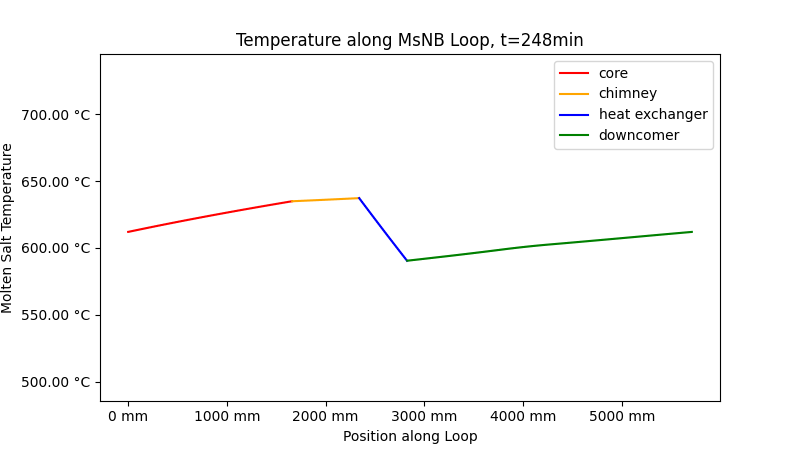 Temperature along MsNB Loop, t=248min
core
chimney
heat exchanger
downcomer
700.00 °C
650.00 °C
600.00 °C
550.00 °C
500.00 °C
Molten Salt Temperature
0 mm
1000 mm
2000 mm
3000 mm
4000 mm
5000 mm
Position along Loop